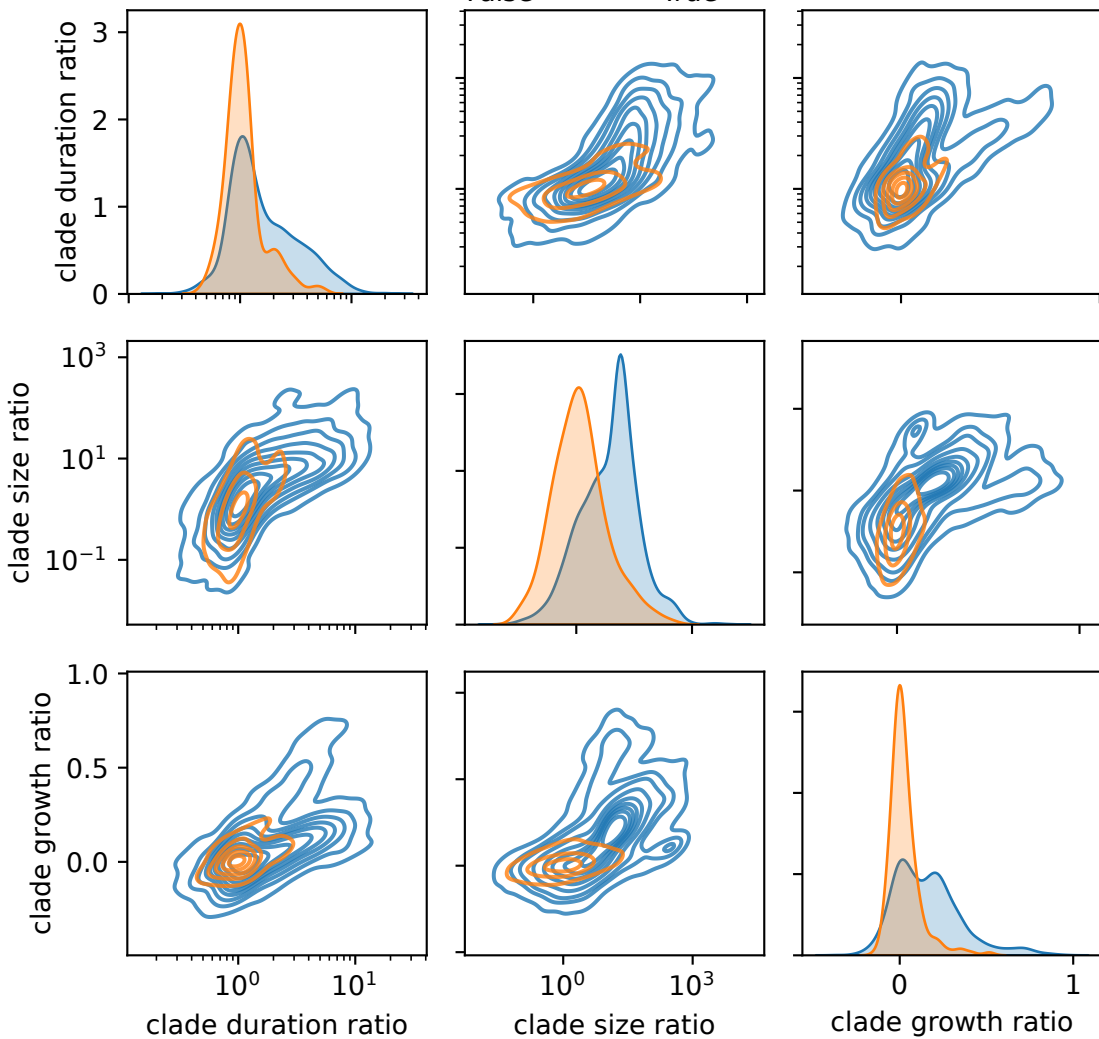 3
2
1
0
clade duration ratio
10³
10¹
10⁻¹
clade size ratio
1.0
0.5
0.0
clade growth ratio
10⁰ 10¹
10⁰ 10³
0 1
clade duration ratio
clade size ratio
clade growth ratio